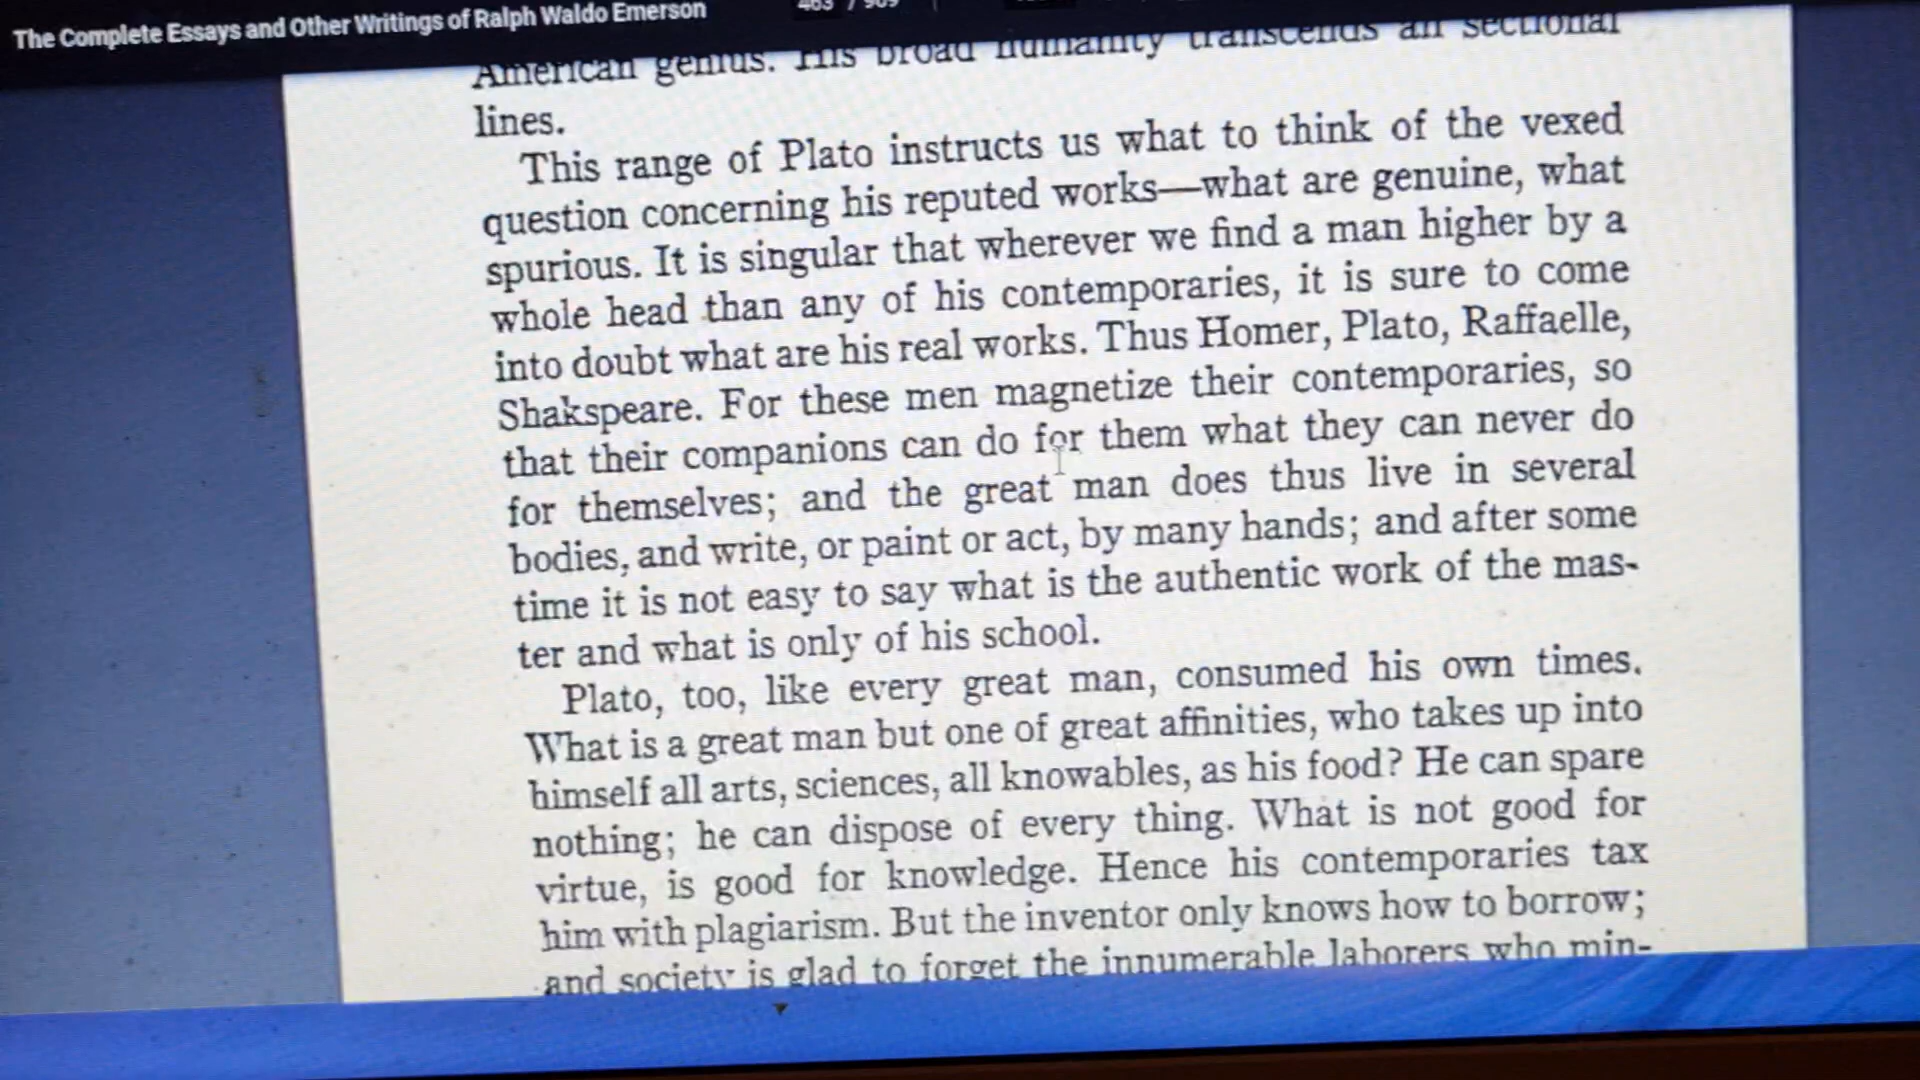 The Complete Essays and Other Writings of Ralph Waldo Emerson
463 / 969
American genius. His broad humanity transcends all sectional
lines.
This range of Plato instructs us what to think of the vexed
question concerning his reputed works—what are genuine, what
spurious. It is singular that wherever we find a man higher by a
whole head than any of his contemporaries, it is sure to come
into doubt what are his real works. Thus Homer, Plato, Raffaelle,
Shakspeare. For these men magnetize their contemporaries, so
that their companions can do for them what they can never do
for themselves; and the great man does thus live in several
bodies, and write, or paint or act, by many hands; and after some
time it is not easy to say what is the authentic work of the mas-
ter and what is only of his school.
Plato, too, like every great man, consumed his own times.
What is a great man but one of great affinities, who takes up into
himself all arts, sciences, all knowables, as his food? He can spare
nothing; he can dispose of every thing. What is not good for
virtue, is good for knowledge. Hence his contemporaries tax
him with plagiarism. But the inventor only knows how to borrow;
and society is glad to forget the innumerable laborers who min-